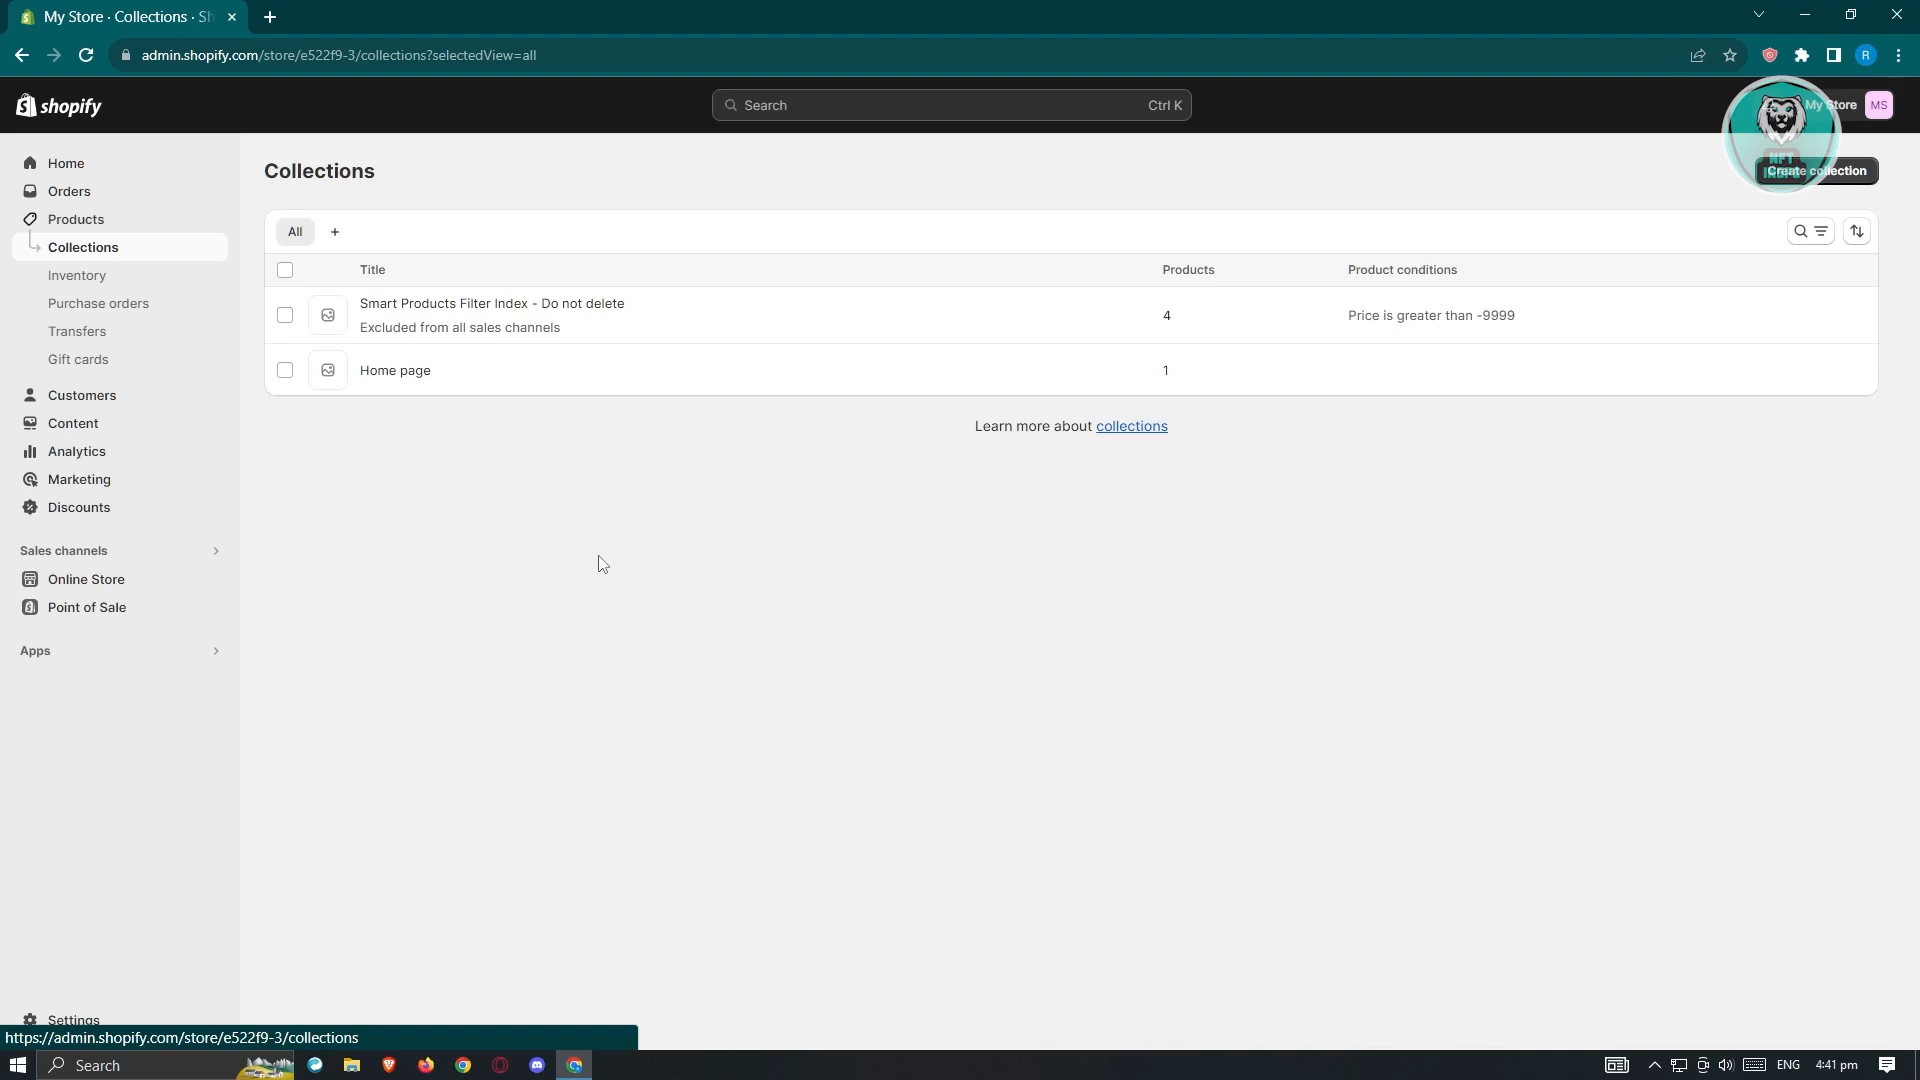 My Store · Collections · Sh
admin.shopify.com/store/e522f9-3/collections?selectedView=all
R
shopify
Search
Ctrl K
My Store
MS
NFT
Home
Orders
Products
Collections
Inventory
Purchase orders
Transfers
Gift cards
Customers
Content
Analytics
Marketing
Discounts
Sales channels
Online Store
Point of Sale
Apps
Settings
Collections
Create collection
All
+
Title
Products
Product conditions
Smart Products Filter Index - Do not delete
Excluded from all sales channels
4
Price is greater than -9999
Home page
1
Learn more about collections
https://admin.shopify.com/store/e522f9-3/collections
Search
ENG
4:41 pm